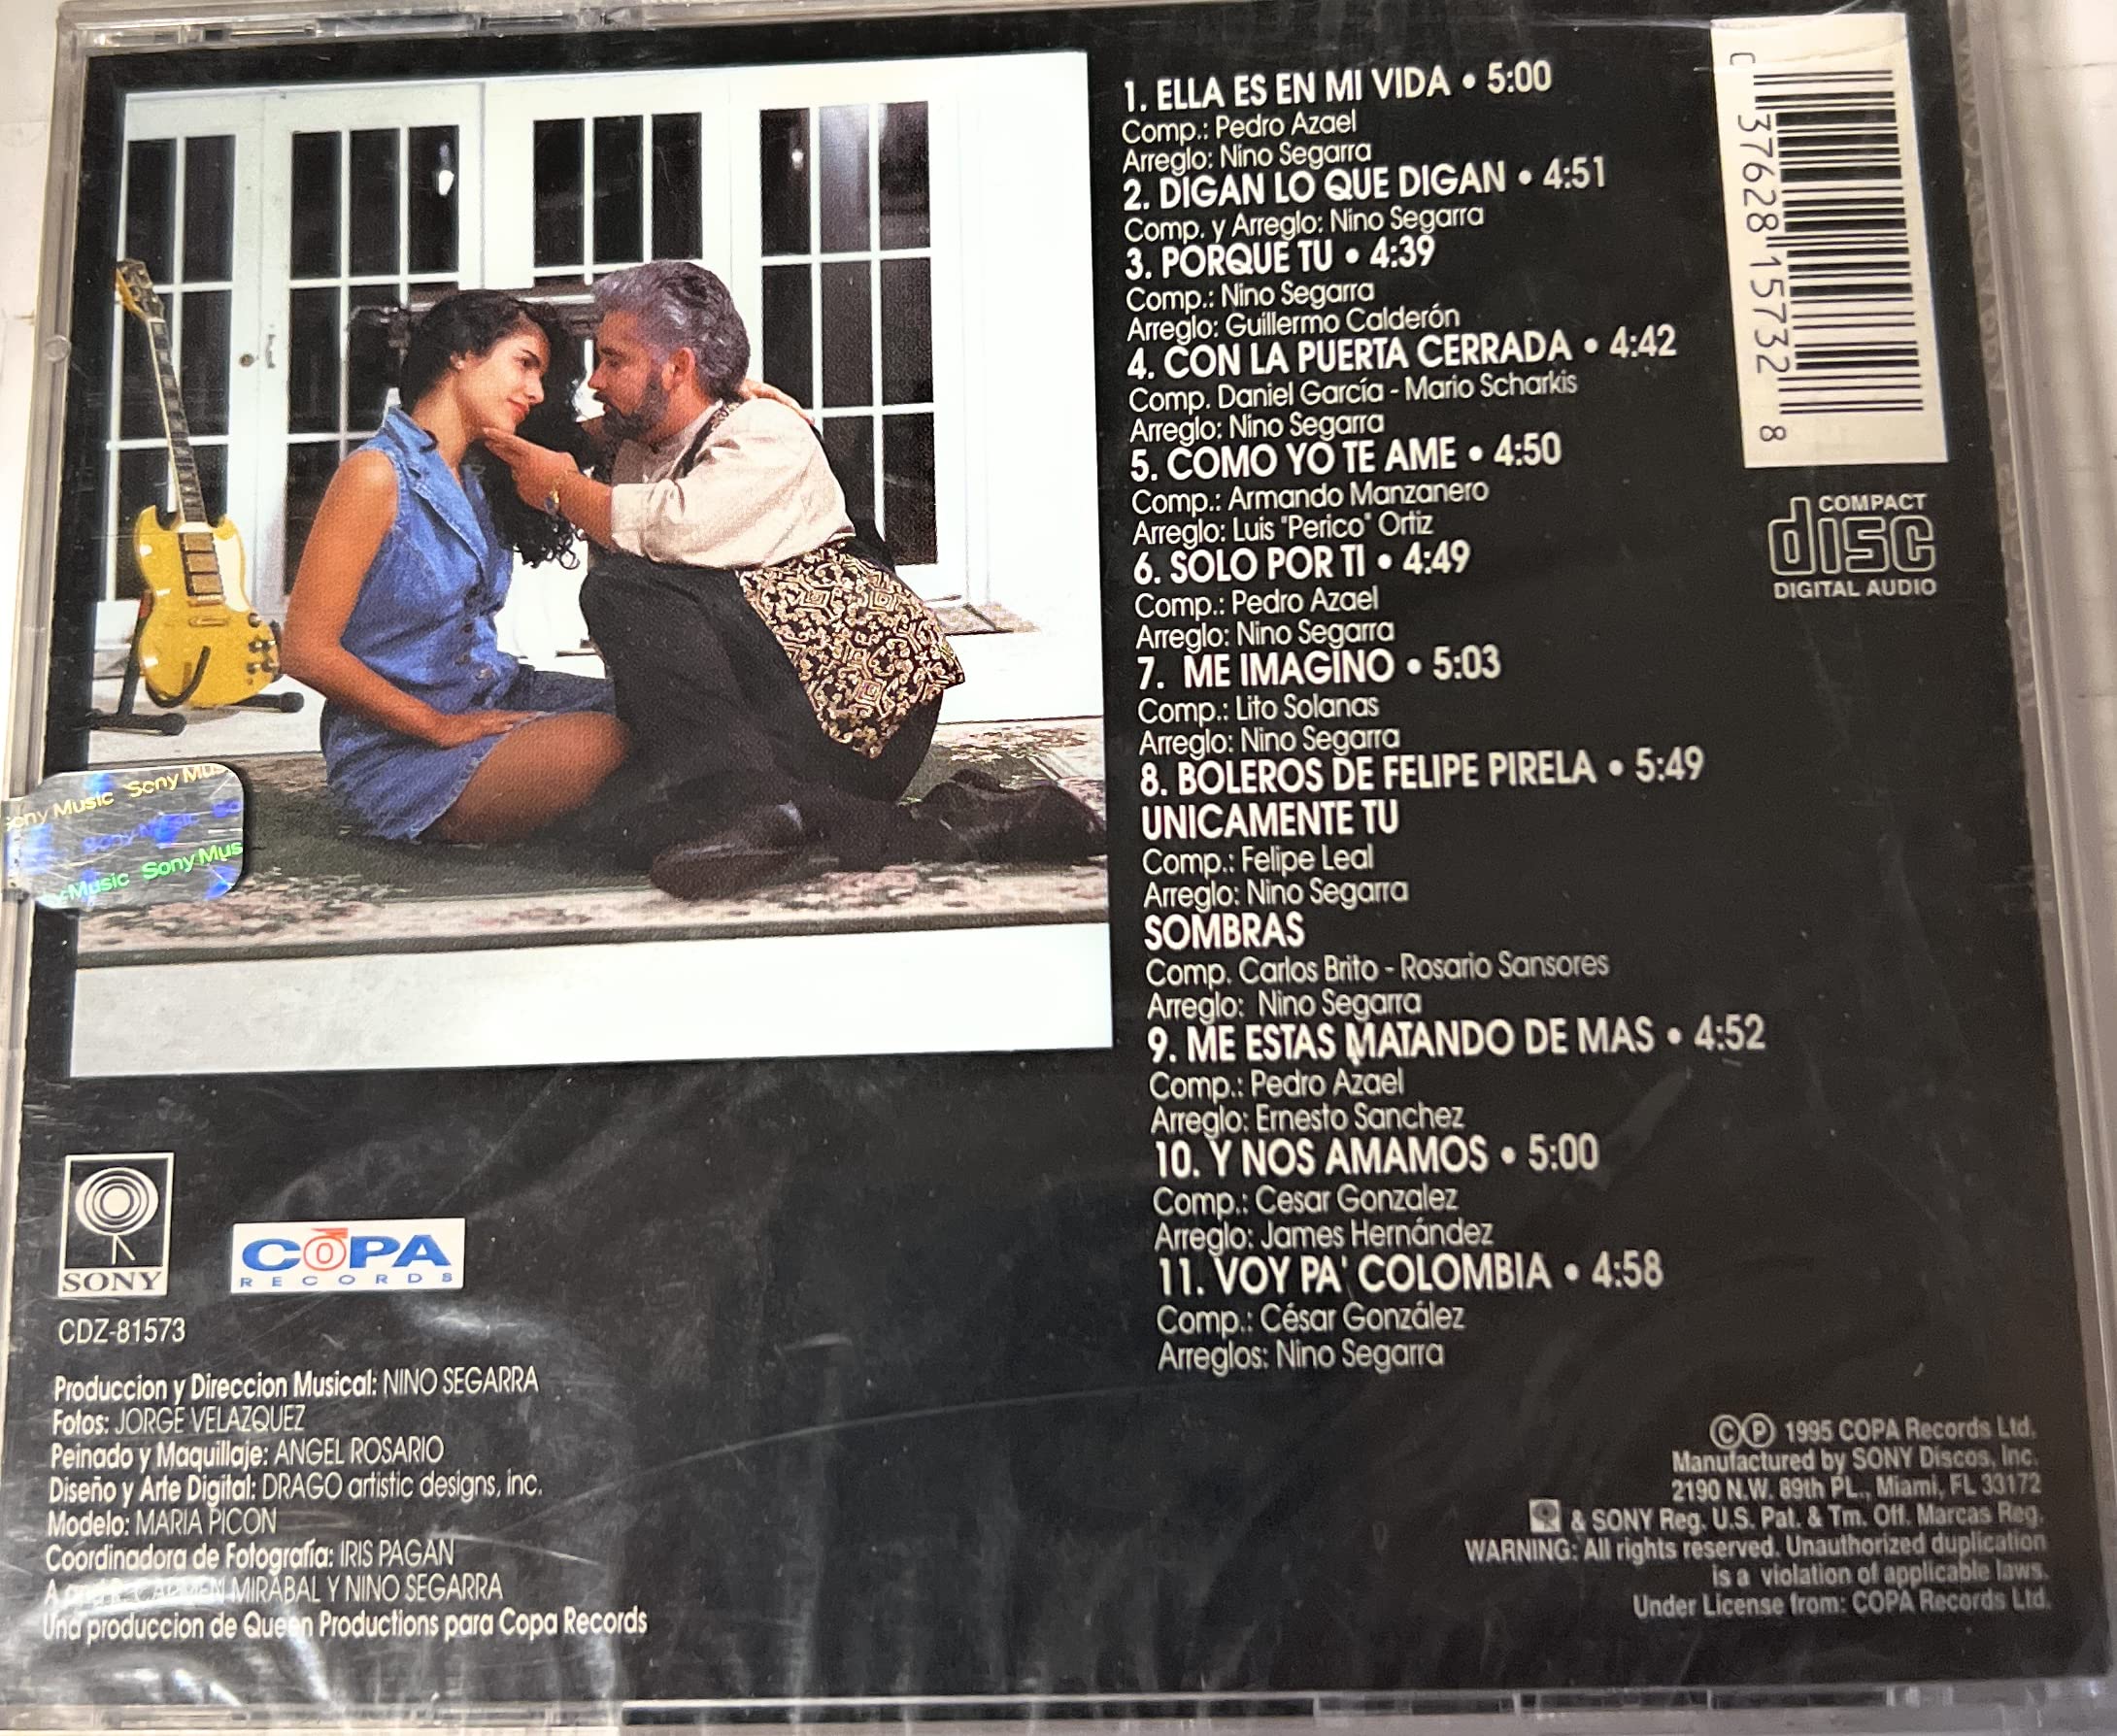 1. ELLA ES EN MI VIDA • 5:00
Comp.: Pedro Azael
Arreglo: Nino Segarra
2. DIGAN LO QUE DIGAN • 4:51
Comp. y Arreglo: Nino Segarra
3. PORQUE TU • 4:39
Comp.: Nino Segarra
Arreglo: Guillermo Calderón
4. CON LA PUERTA CERRADA • 4:42
Comp. Daniel García - Mario Scharkis
Arreglo: Nino Segarra
5. COMO YO TE AME • 4:50
Comp.: Armando Manzanero
Arreglo: Luis "Perico" Ortiz
6. SOLO POR TI • 4:49
Comp.: Pedro Azael
Arreglo: Nino Segarra
7. ME IMAGINO • 5:03
Comp.: Lito Solanas
Arreglo: Nino Segarra
8. BOLEROS DE FELIPE PIRELA • 5:49
UNICAMENTE TU
Comp.: Felipe Leal
Arreglo: Nino Segarra
SOMBRAS
Comp. Carlos Brito - Rosario Sansores
Arreglo: Nino Segarra
9. ME ESTAS MATANDO DE MAS • 4:52
Comp.: Pedro Azael
Arreglo: Ernesto Sanchez
10. Y NOS AMAMOS • 5:00
Comp.: Cesar Gonzalez
Arreglo: James Hernández
11. VOY PA' COLOMBIA • 4:58
Comp.: César González
Arreglos: Nino Segarra
37628 15732 8
COMPACT
disc
DIGITAL AUDIO
Sony Music Sony Mus
Sony Music
Music Sony Mus
SONY
COPA
RECORDS
CDZ-81573
Produccion y Direccion Musical: NINO SEGARRA
Fotos: JORGE VELAZQUEZ
Peinado y Maquillaje: ANGEL ROSARIO
Diseño y Arte Digital: DRAGO artistic designs, inc.
Modelo: MARIA PICON
Coordinadora de Fotografía: IRIS PAGAN
A and R: CARMEN MIRABAL Y NINO SEGARRA
Una produccion de Queen Productions para Copa Records
©℗ 1995 COPA Records Ltd.
Manufactured by SONY Discos, Inc.
2190 N.W. 89th PL., Miami, FL 33172
& SONY Reg. U.S. Pat. & Tm. Off. Marcas Reg.
WARNING: All rights reserved. Unauthorized duplication
is a violation of applicable laws.
Under License from: COPA Records Ltd.